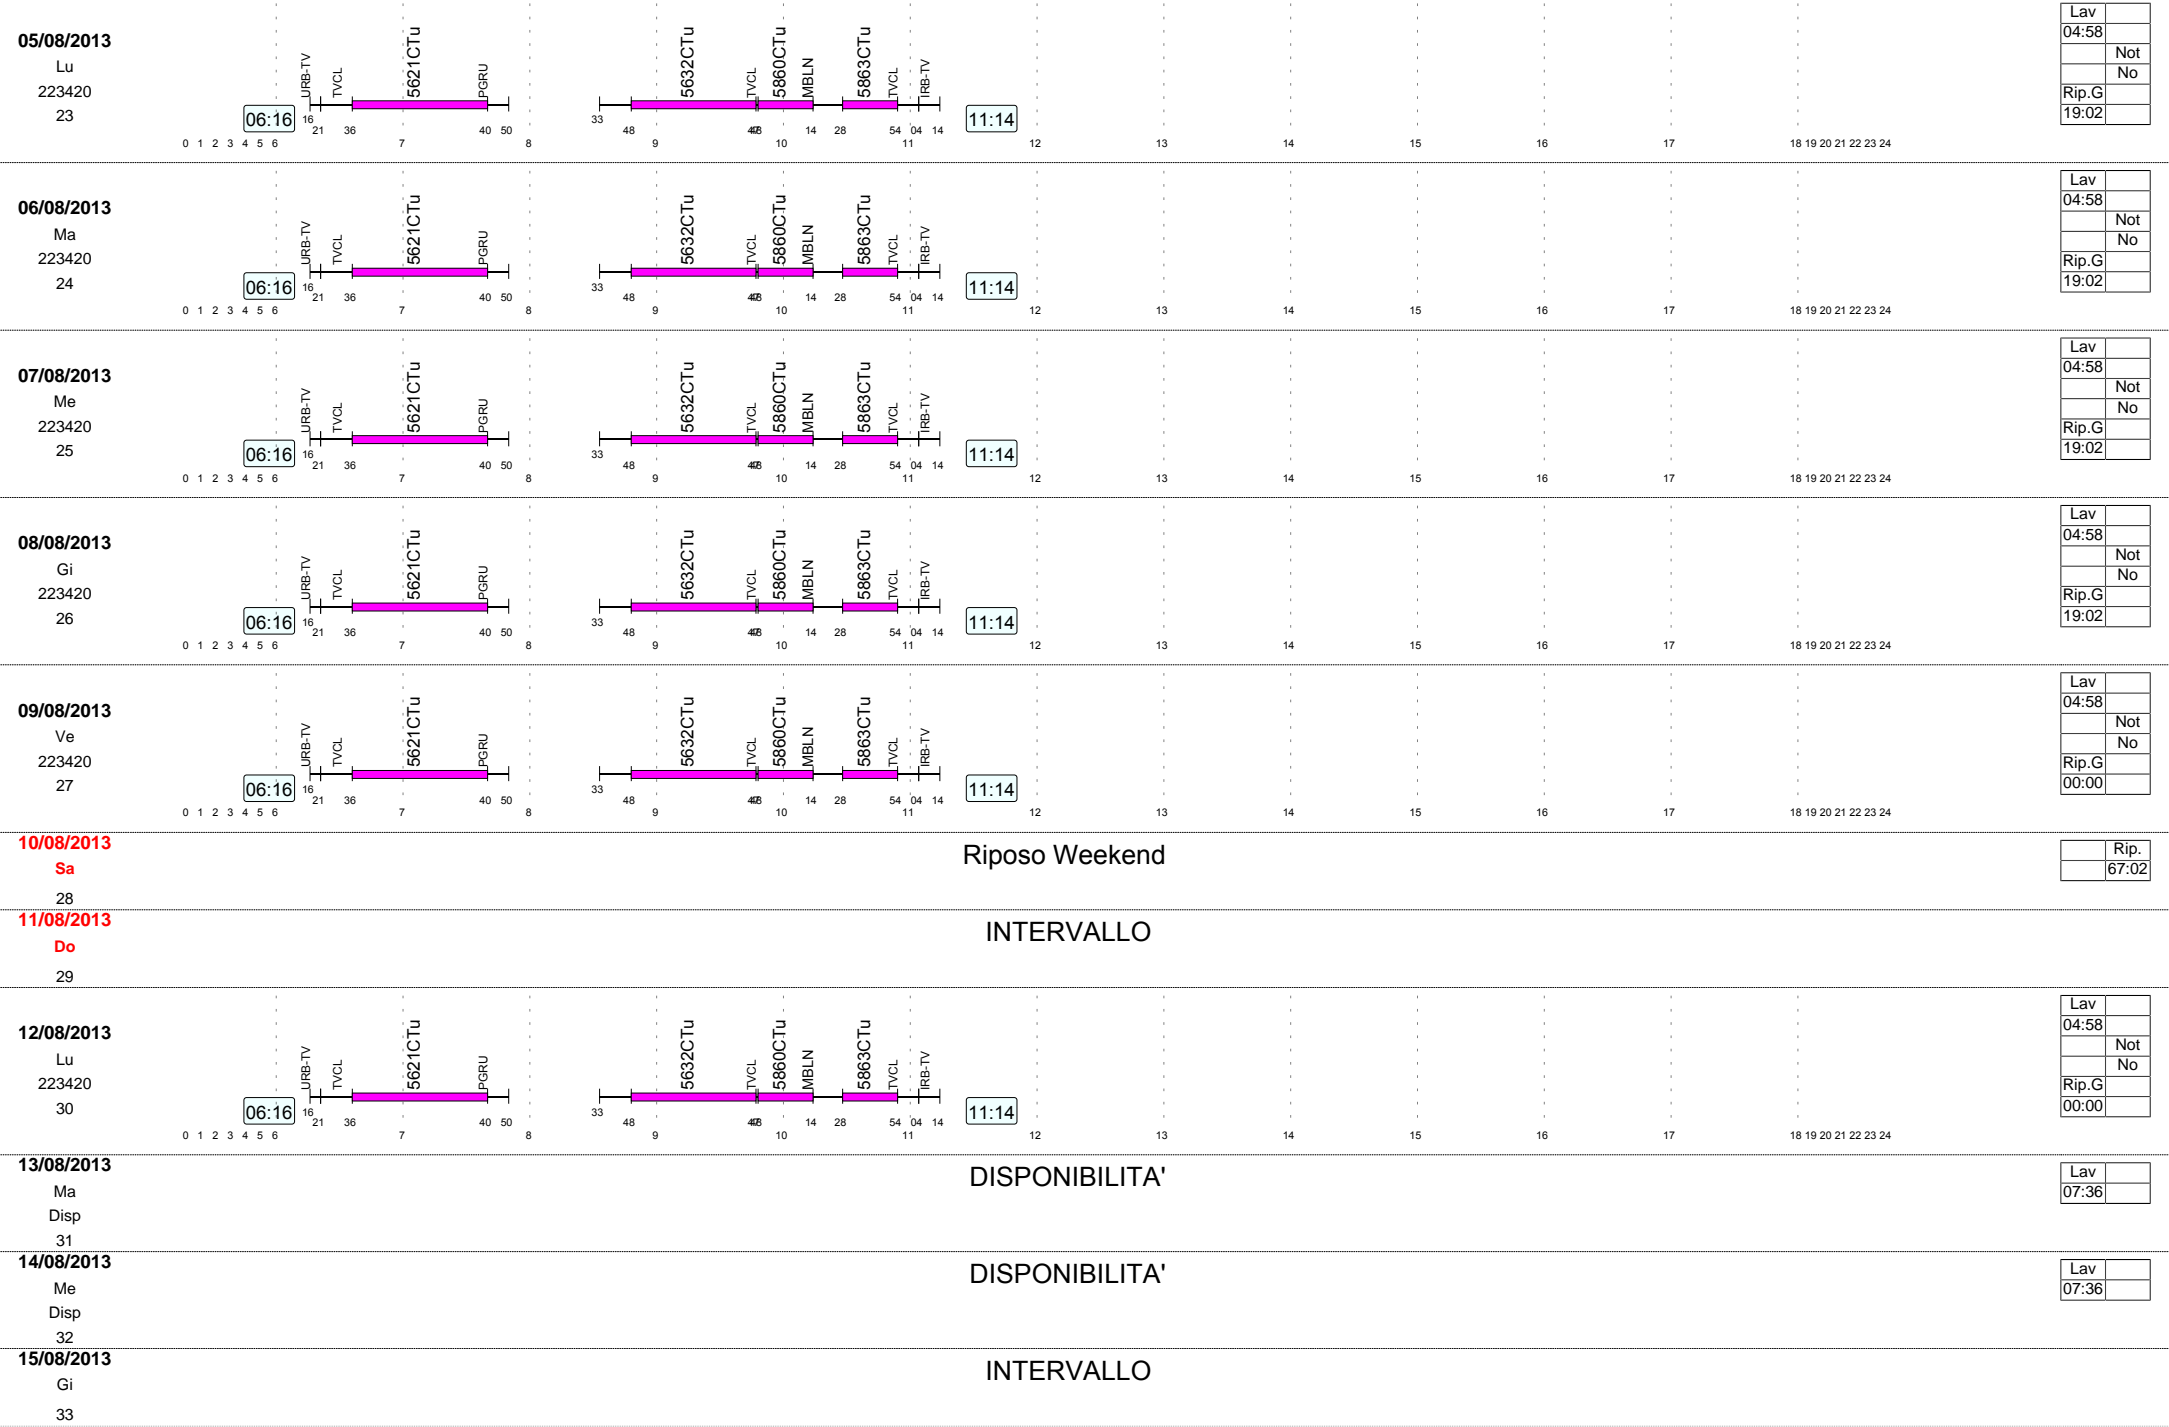 05/08/2013
Lu
223420
23
URB-TV TVCL 5621CTu PGRU 5632CTu TVCL 5860CTu MBLN 5863CTu TVCL IRB-TV
06:16 16 21 36 40 50 33 48 47 48 14 28 54 04 14 11:14
0 1 2 3 4 5 6 7 8 9 10 11 12 13 14 15 16 17 18 19 20 21 22 23 24
Lav
04:58
Not
No
Rip.G
19:02
06/08/2013
Ma
223420
24
URB-TV TVCL 5621CTu PGRU 5632CTu TVCL 5860CTu MBLN 5863CTu TVCL IRB-TV
06:16 16 21 36 40 50 33 48 47 48 14 28 54 04 14 11:14
0 1 2 3 4 5 6 7 8 9 10 11 12 13 14 15 16 17 18 19 20 21 22 23 24
Lav
04:58
Not
No
Rip.G
19:02
07/08/2013
Me
223420
25
URB-TV TVCL 5621CTu PGRU 5632CTu TVCL 5860CTu MBLN 5863CTu TVCL IRB-TV
06:16 16 21 36 40 50 33 48 47 48 14 28 54 04 14 11:14
0 1 2 3 4 5 6 7 8 9 10 11 12 13 14 15 16 17 18 19 20 21 22 23 24
Lav
04:58
Not
No
Rip.G
19:02
08/08/2013
Gi
223420
26
URB-TV TVCL 5621CTu PGRU 5632CTu TVCL 5860CTu MBLN 5863CTu TVCL IRB-TV
06:16 16 21 36 40 50 33 48 47 48 14 28 54 04 14 11:14
0 1 2 3 4 5 6 7 8 9 10 11 12 13 14 15 16 17 18 19 20 21 22 23 24
Lav
04:58
Not
No
Rip.G
19:02
09/08/2013
Ve
223420
27
URB-TV TVCL 5621CTu PGRU 5632CTu TVCL 5860CTu MBLN 5863CTu TVCL IRB-TV
06:16 16 21 36 40 50 33 48 47 48 14 28 54 04 14 11:14
0 1 2 3 4 5 6 7 8 9 10 11 12 13 14 15 16 17 18 19 20 21 22 23 24
Lav
04:58
Not
No
Rip.G
00:00
10/08/2013
Sa
28
Riposo Weekend
Rip.
67:02
11/08/2013
Do
29
INTERVALLO
12/08/2013
Lu
223420
30
URB-TV TVCL 5621CTu PGRU 5632CTu TVCL 5860CTu MBLN 5863CTu TVCL IRB-TV
06:16 16 21 36 40 50 33 48 47 48 14 28 54 04 14 11:14
0 1 2 3 4 5 6 7 8 9 10 11 12 13 14 15 16 17 18 19 20 21 22 23 24
Lav
04:58
Not
No
Rip.G
00:00
13/08/2013
Ma
Disp
31
DISPONIBILITA'
Lav
07:36
14/08/2013
Me
Disp
32
DISPONIBILITA'
Lav
07:36
15/08/2013
Gi
33
INTERVALLO